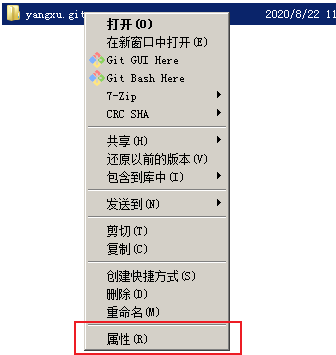 yangxu.git
2020/8/22 11
打开(O)
在新窗口中打开(E)
Git GUI Here
Git Bash Here
7-Zip
CRC SHA
共享(H)
还原以前的版本(V)
包含到库中(I)
发送到(N)
剪切(T)
复制(C)
创建快捷方式(S)
删除(D)
重命名(M)
属性(R)